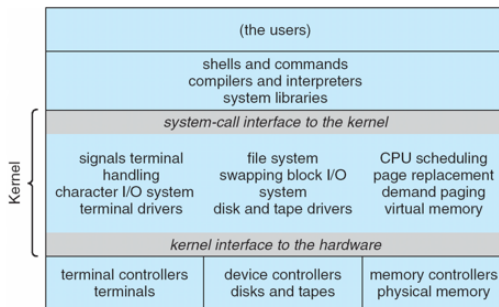 (the users)
shells and commands
compilers and interpreters
system libraries
system-call interface to the kernel
Kernel
signals terminal
handling
character I/O system
terminal drivers
file system
swapping block I/O
system
disk and tape drivers
CPU scheduling
page replacement
demand paging
virtual memory
kernel interface to the hardware
terminal controllers
terminals
device controllers
disks and tapes
memory controllers
physical memory